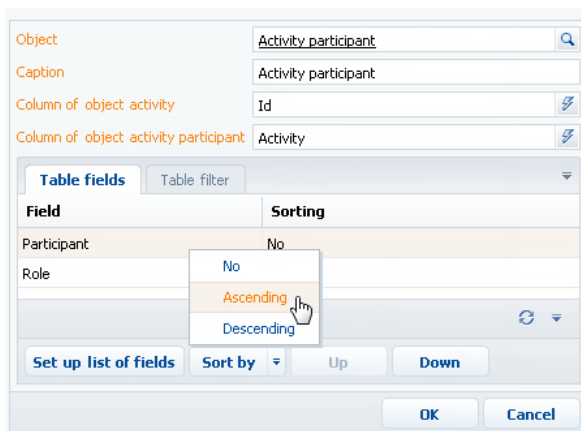 Object Activity participant
Caption Activity participant
Column of object activity Id
Column of object activity participant Activity
Table fields Table filter
Field Sorting
Participant No
Role
No
Ascending
Descending
Set up list of fields Sort by Up Down
OK Cancel